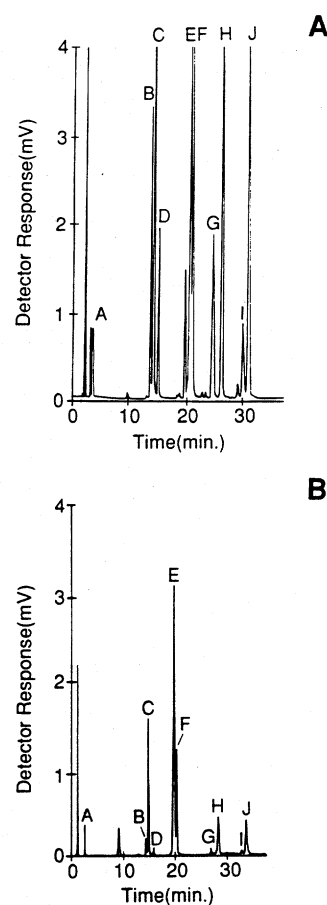 A
C
EF
H
J
4
B
3
Detector Response(mV)
D
G
2
A
I
1
0
0
10
20
30
Time(min.)
B
4
E
3
Detector Response(mV)
C
F
2
1
A
B
D
G
H
I
J
0
0
10
20
30
Time(min.)